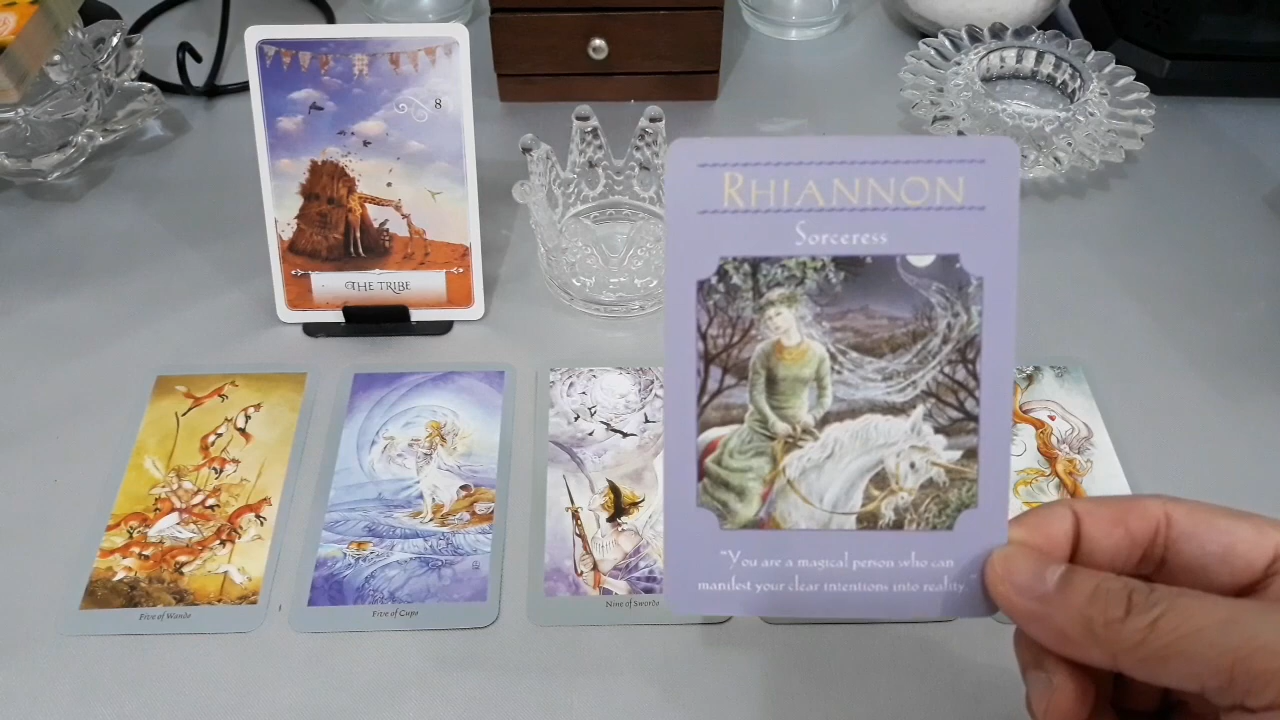 8
THE TRIBE
RHIANNON
Sorceress
"You are a magical person who can
manifest your clear intentions into reality."
Five of Wands
Five of Cups
Nine of Swords